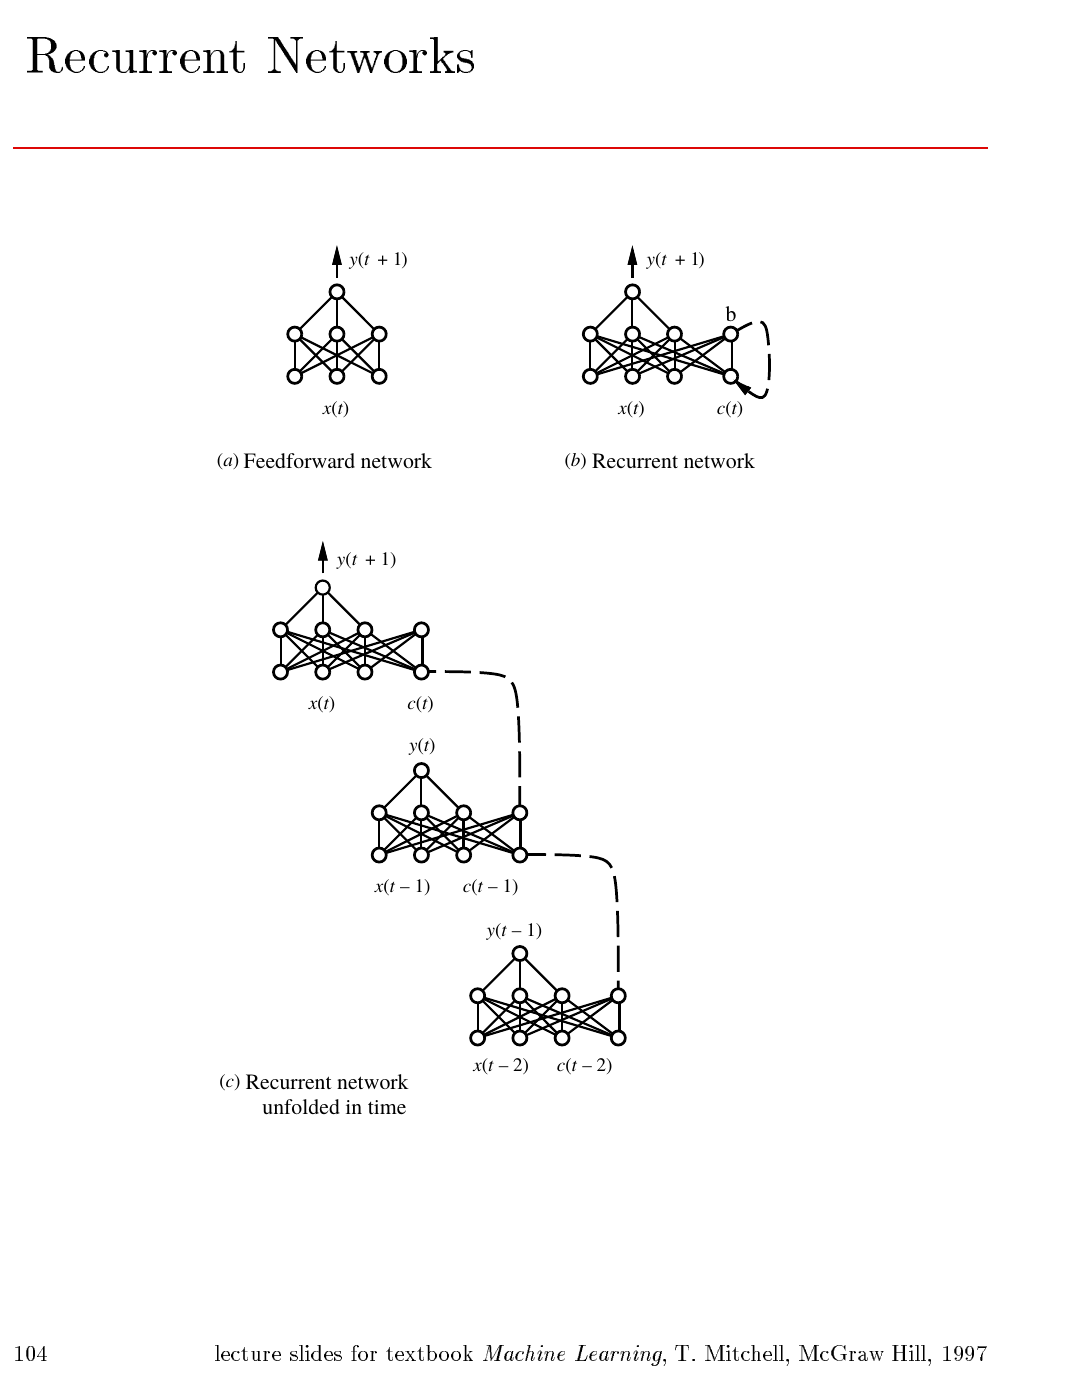 Recurrent Networks
y(t + 1)
y(t + 1)
b
x(t)
x(t)
c(t)
(a) Feedforward network
(b) Recurrent network
y(t + 1)
x(t)
c(t)
y(t)
x(t – 1)
c(t – 1)
y(t – 1)
x(t – 2)
c(t – 2)
(c) Recurrent network
unfolded in time
104
lecture slides for textbook Machine Learning, T. Mitchell, McGraw Hill, 1997